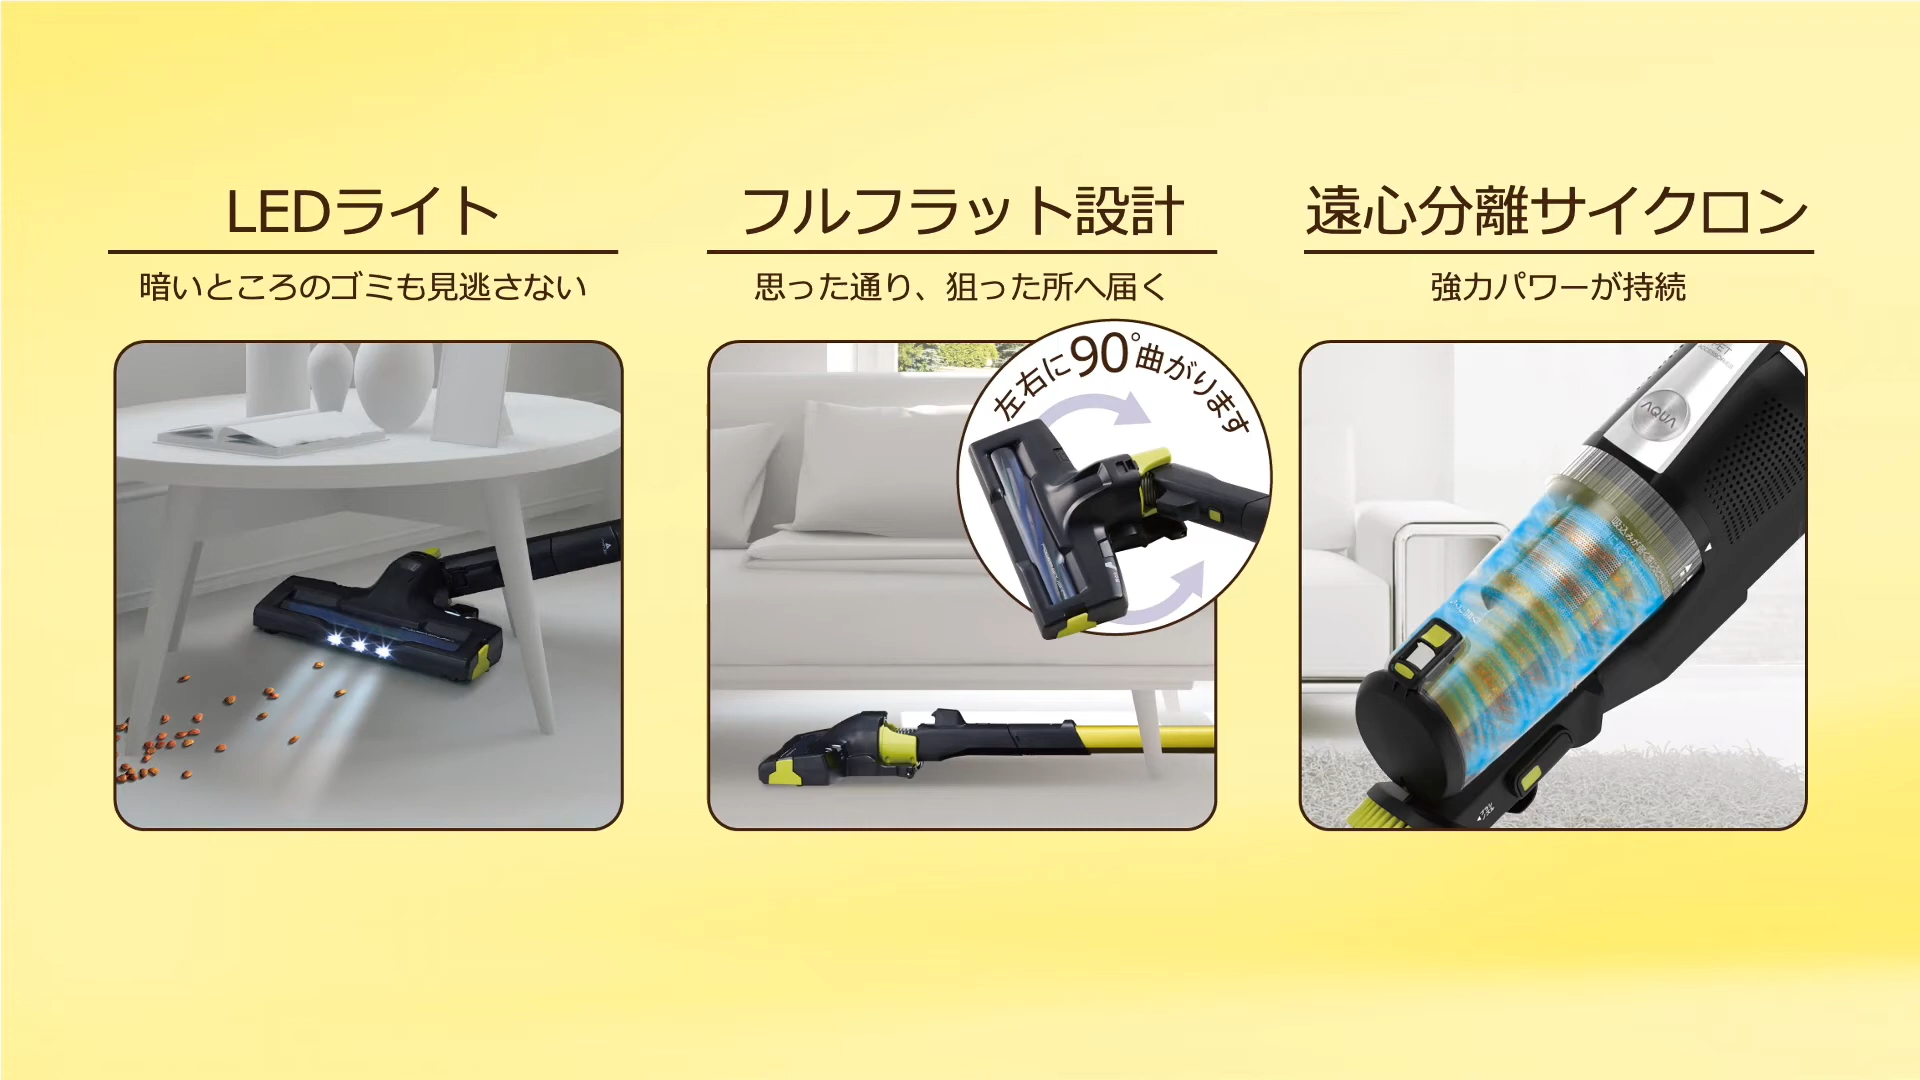 LEDライト
暗いところのゴミも見逃さない
フルフラット設計
思った通り、狙った所へ届く
左右に90°曲がります
遠心分離サイクロン
強力パワーが持続
AQUA